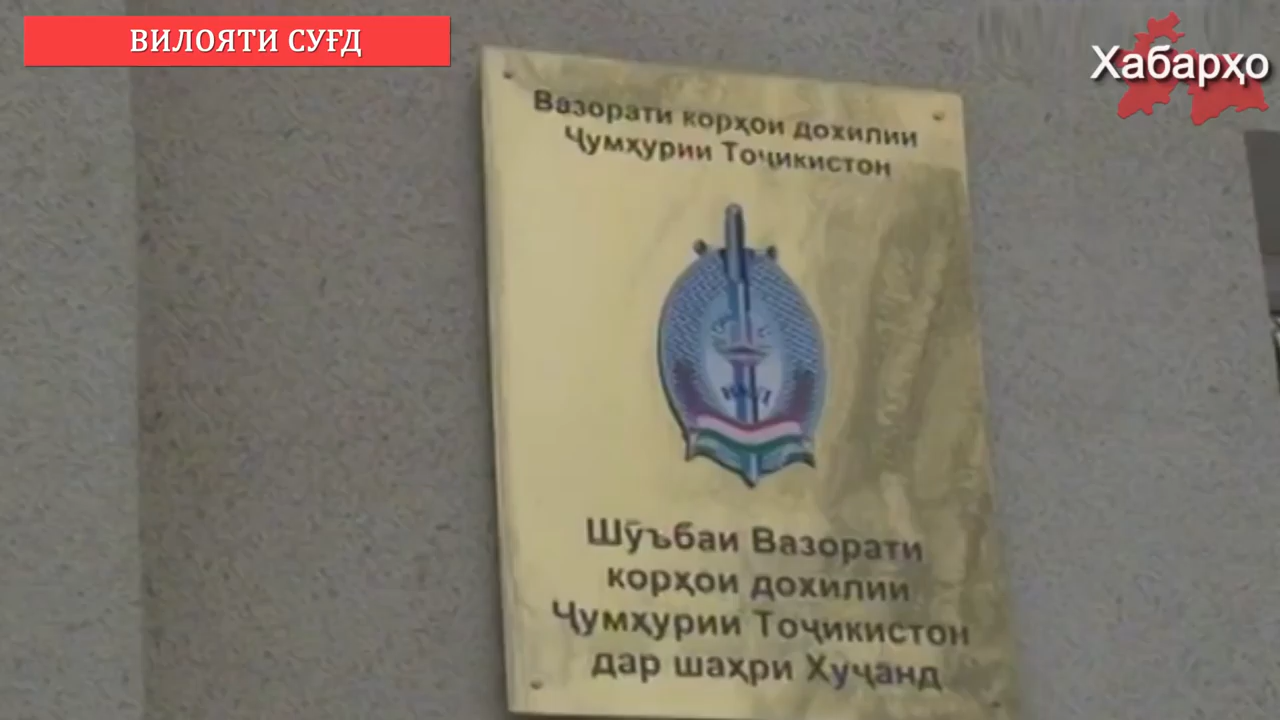 ВИЛОЯТИ СУҒД
Хабарҳо
Вазорати корҳои дохилии
Ҷумҳурии Тоҷикистон
Шӯъбаи Вазорати
корҳои дохилии
Ҷумҳурии Тоҷикистон
дар шаҳри Хуҷанд